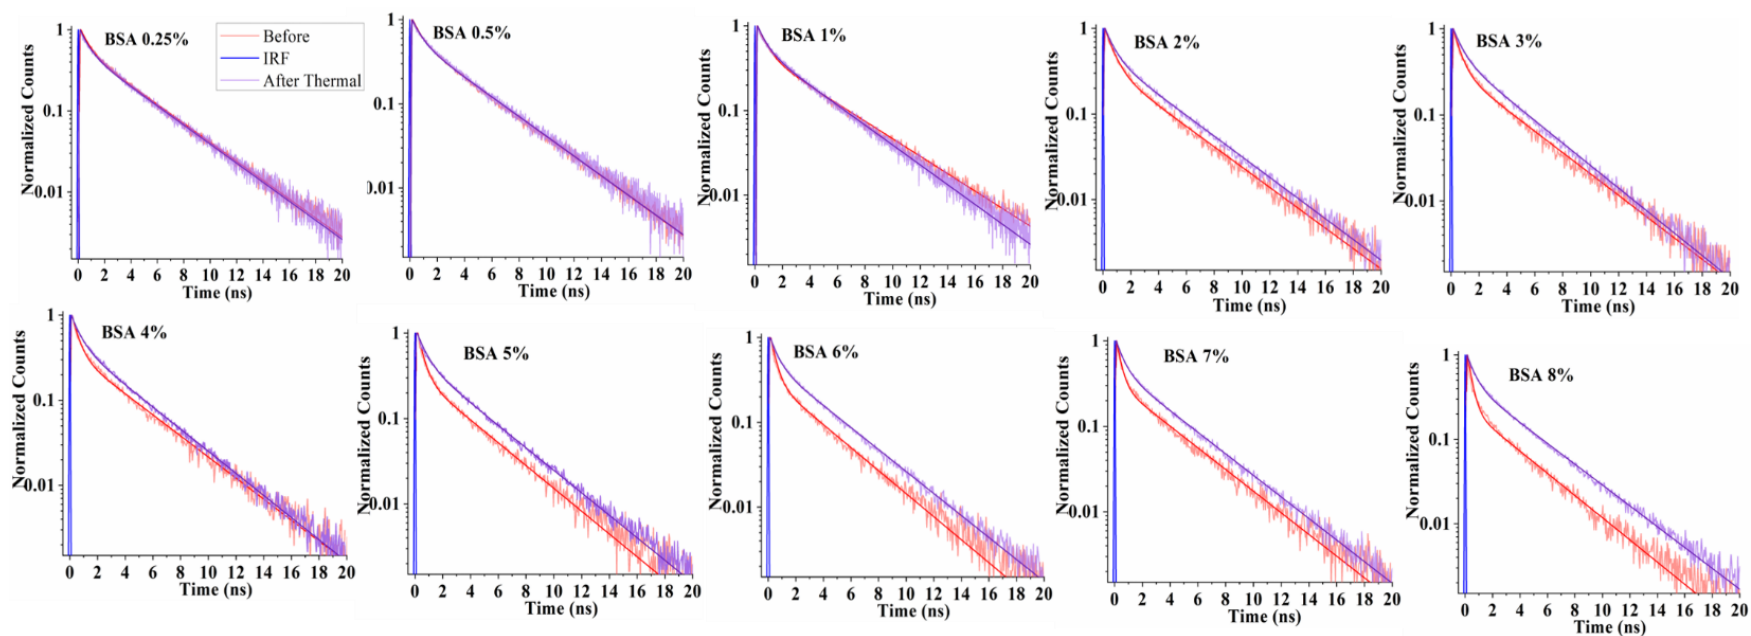 BSA 0.25%
Before
IRF
After Thermal
Normalized Counts
1
0.1
0.01
0 2 4 6 8 10 12 14 16 18 20
Time (ns)
BSA 0.5%
Normalized Counts
1
0.1
0.01
0 2 4 6 8 10 12 14 16 18 20
Time (ns)
BSA 1%
Normalized Counts
1
0.1
0.01
0 2 4 6 8 10 12 14 16 18 20
Time (ns)
BSA 2%
Normalized Counts
1
0.1
0.01
0 2 4 6 8 10 12 14 16 18 20
Time (ns)
BSA 3%
Normalized Counts
1
0.1
0.01
0 2 4 6 8 10 12 14 16 18 20
Time (ns)
BSA 4%
Normalized Counts
1
0.1
0.01
0 2 4 6 8 10 12 14 16 18 20
Time (ns)
BSA 5%
Normalized Counts
1
0.1
0.01
0 2 4 6 8 10 12 14 16 18 20
Time (ns)
BSA 6%
Normalized Counts
1
0.1
0.01
0 2 4 6 8 10 12 14 16 18 20
Time (ns)
BSA 7%
Normalized Counts
1
0.1
0.01
0 2 4 6 8 10 12 14 16 18 20
Time (ns)
BSA 8%
Normalized Counts
1
0.1
0.01
0 2 4 6 8 10 12 14 16 18 20
Time (ns)